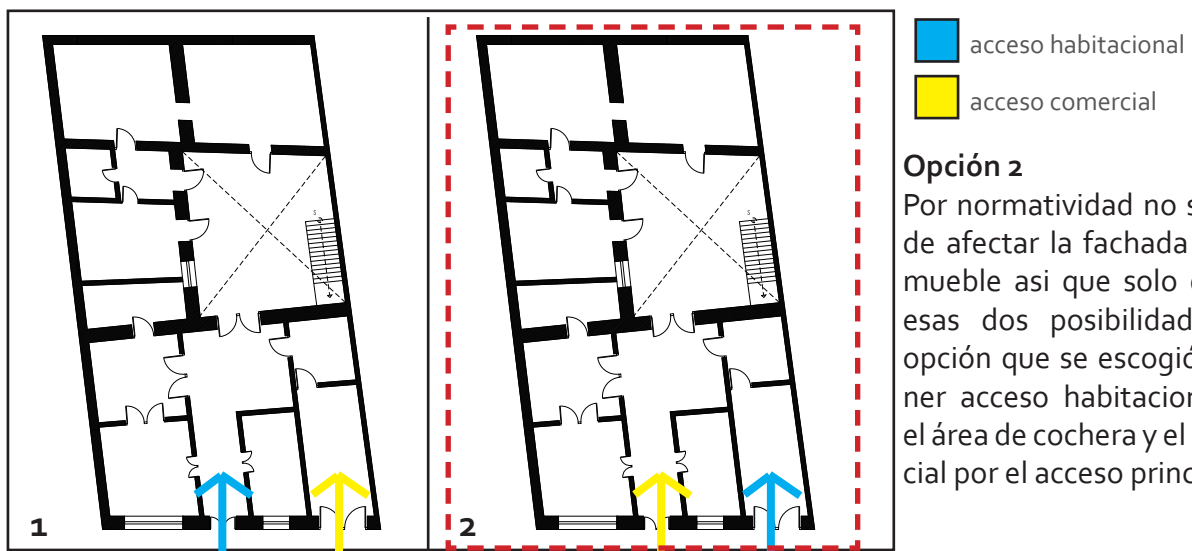 acceso habitacional
acceso comercial
Opción 2
Por normatividad no s
de afectar la fachada
mueble asi que solo
esas dos posibilidad
opción que se escogió
ner acceso habitacion
el área de cochera y el
cial por el acceso princ
1
2
S
S